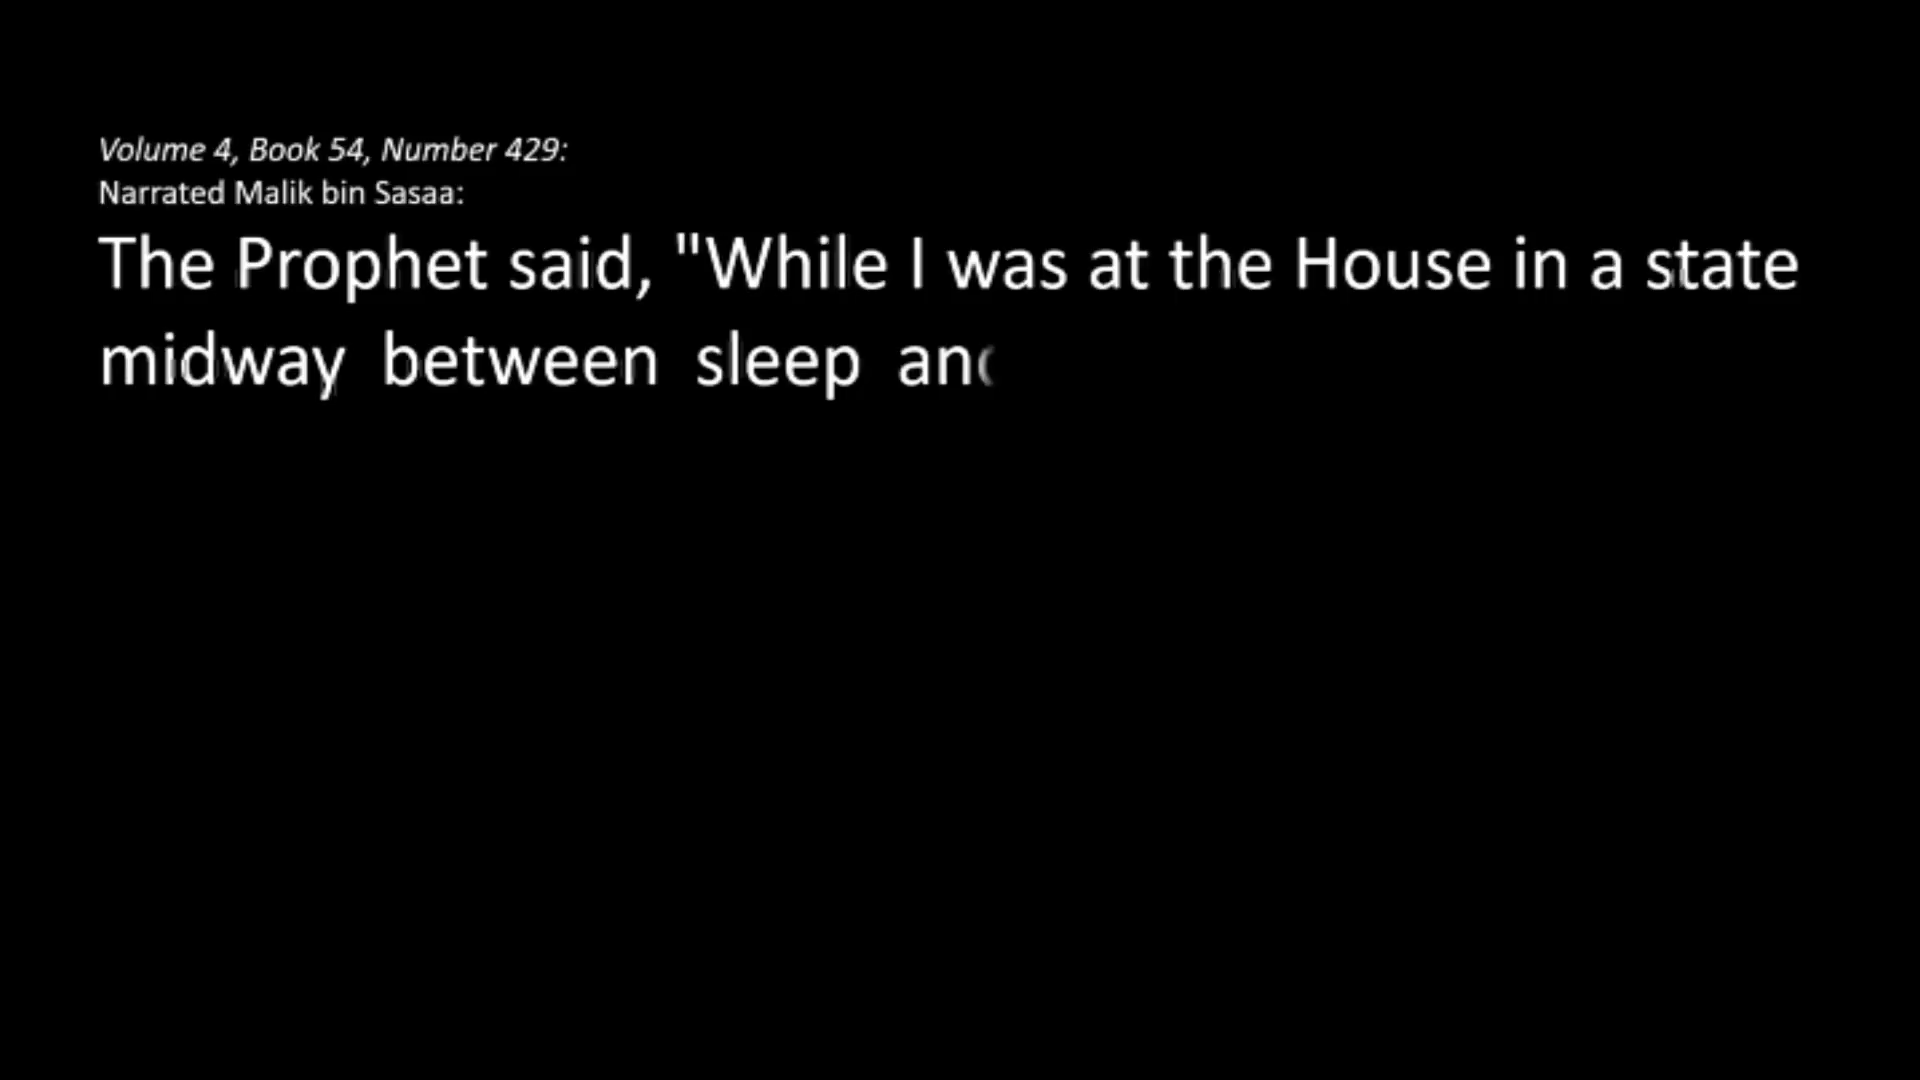 Volume 4, Book 54, Number 429:
Narrated Malik bin Sasaa:
The Prophet said, "While I was at the House in a state
midway between sleep an